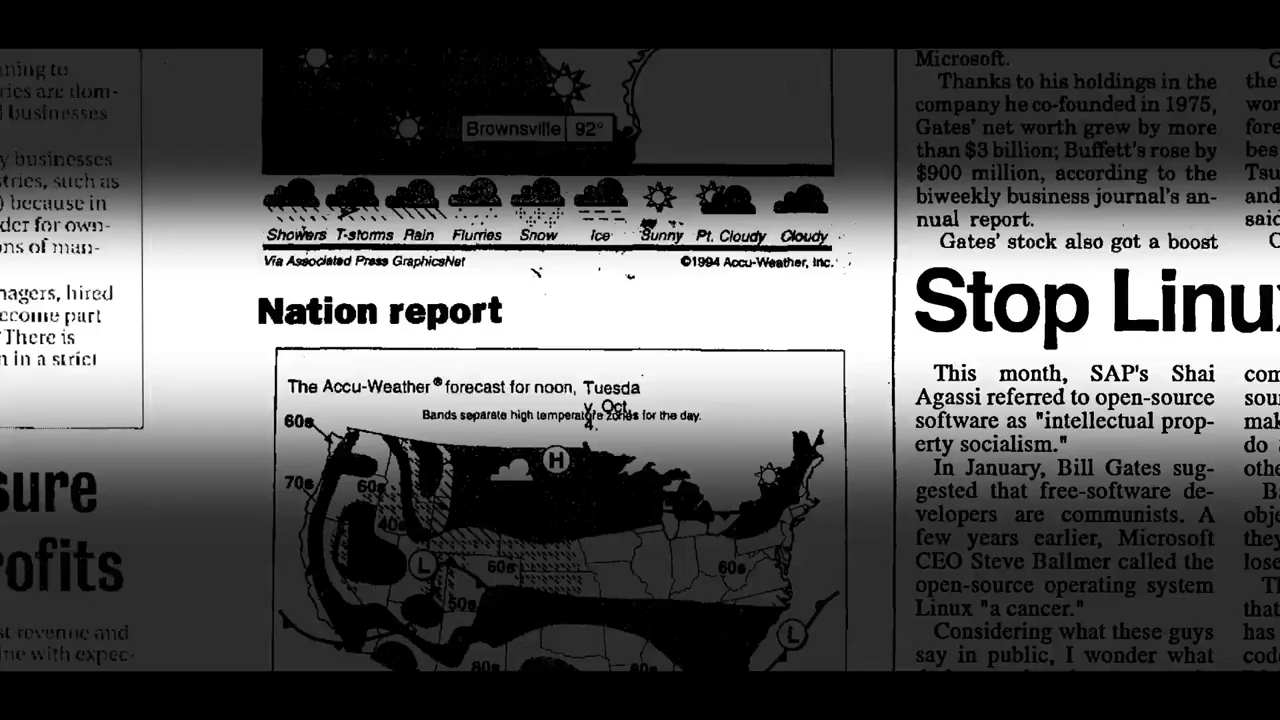 ning to
ries are dom-
businesses
y businesses
stries, such as
) because in
der for own-
ns of man-
nagers, hired
ecome part
There is
n in a strict
sure
rofits
st revenue and
ine with expec-
Brownsville 92°
Showers T-storms Rain Flurries Snow Ice Sunny Pt. Cloudy Cloudy
Via Associated Press GraphicsNet ©1994 Accu-Weather, Inc.
Nation report
The Accu-Weather® forecast for noon, Tuesda
y, Oct.
4.
Bands separate high temperature zones for the day.
60s
70s
60s
40s
H
L
60s
60s
50s
L
80s
60s
Microsoft.
Thanks to his holdings in the
company he co-founded in 1975,
Gates' net worth grew by more
than $3 billion; Buffett's rose by
$900 million, according to the
biweekly business journal's an-
nual report.
Gates' stock also got a boost
Stop Linu
This month, SAP's Shai
Agassi referred to open-source
software as "intellectual prop-
erty socialism."
In January, Bill Gates sug-
gested that free-software de-
velopers are communists. A
few years earlier, Microsoft
CEO Steve Ballmer called the
open-source operating system
Linux "a cancer."
Considering what these guys
say in public, I wonder what
G
the
wor
fore
bes
Tsu
and
said
com
sour
mak
do
othe
B
obje
they
lose
Th
that
has
code